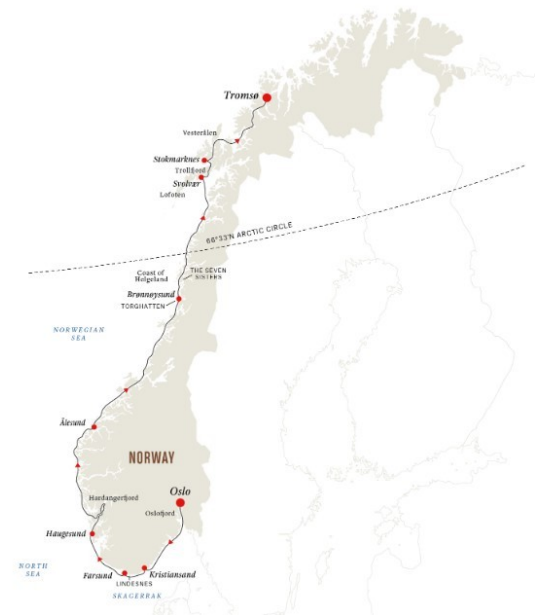 Tromsø
Vesterålen
Stokmarknes
Trollfjord
Svolvær
Lofoten
66°33'N ARCTIC CIRCLE
Coast of
Helgeland
THE SEVEN
SISTERS
Brønnøysund
TORGHATTEN
NORWEGIAN
SEA
Ålesund
NORWAY
Hardangerfjord
Oslo
Oslofjord
Haugesund
NORTH
SEA
Farsund
Kristiansand
LINDESNES
SKAGERRAK